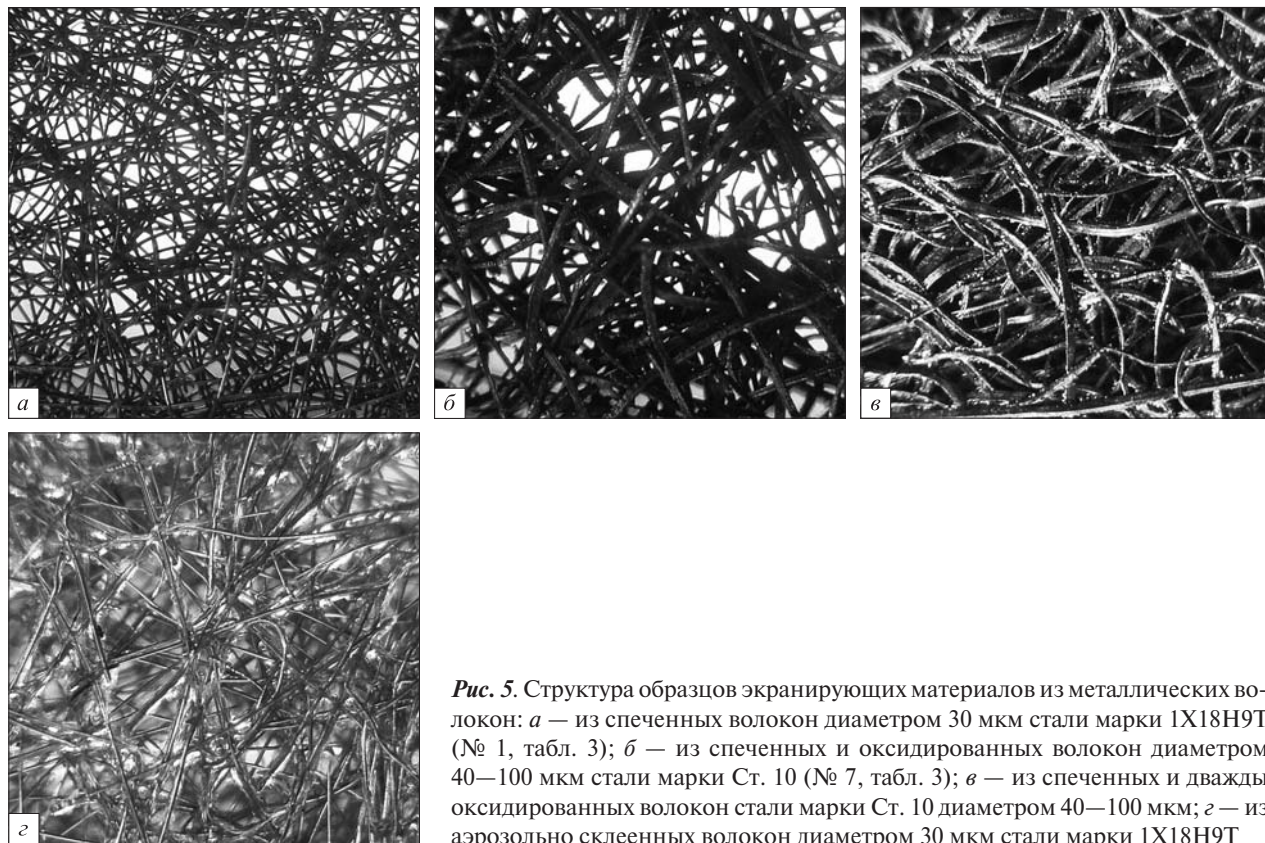 а
б
в
г
Рис. 5. Структура образцов экранирующих материалов из металлических во-
локон: а — из спеченных волокон диаметром 30 мкм стали марки 1Х18Н9Т
(№ 1, табл. 3); б — из спеченных и оксидированных волокон диаметром
40—100 мкм стали марки Ст. 10 (№ 7, табл. 3); в — из спеченных и дважды
оксидированных волокон стали марки Ст. 10 диаметром 40—100 мкм; г — из
аэрозольно склеенных волокон диаметром 30 мкм стали марки 1Х18Н9Т